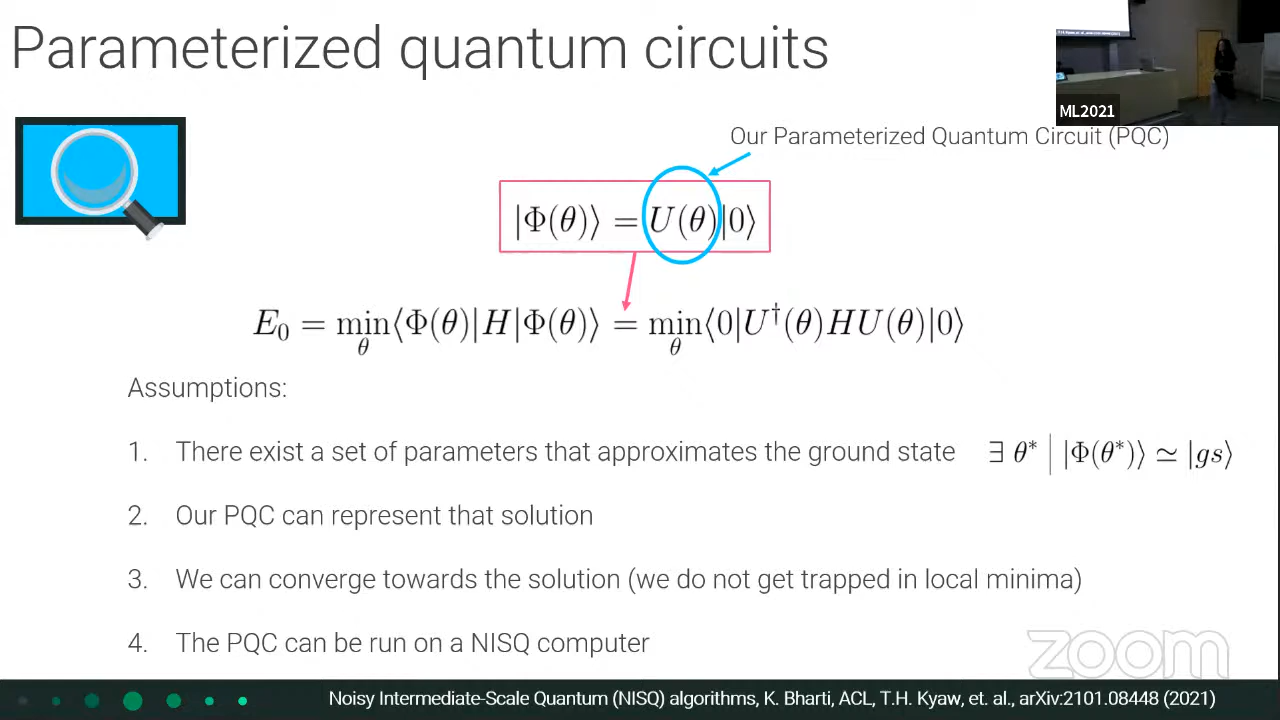 Parameterized quantum circuits
ML2021
Our Parameterized Quantum Circuit (PQC)
|Φ(θ)⟩ = U(θ)|0⟩
E₀ = min_θ ⟨Φ(θ)|H|Φ(θ)⟩ = min_θ ⟨0|U†(θ)HU(θ)|0⟩
Assumptions:
1. There exist a set of parameters that approximates the ground state ∃ θ* | |Φ(θ*)⟩ ≃ |gs⟩
2. Our PQC can represent that solution
3. We can converge towards the solution (we do not get trapped in local minima)
4. The PQC can be run on a NISQ computer
zoom
Noisy Intermediate-Scale Quantum (NISQ) algorithms, K. Bharti, ACL, T.H. Kyaw, et. al., arXiv:2101.08448 (2021)